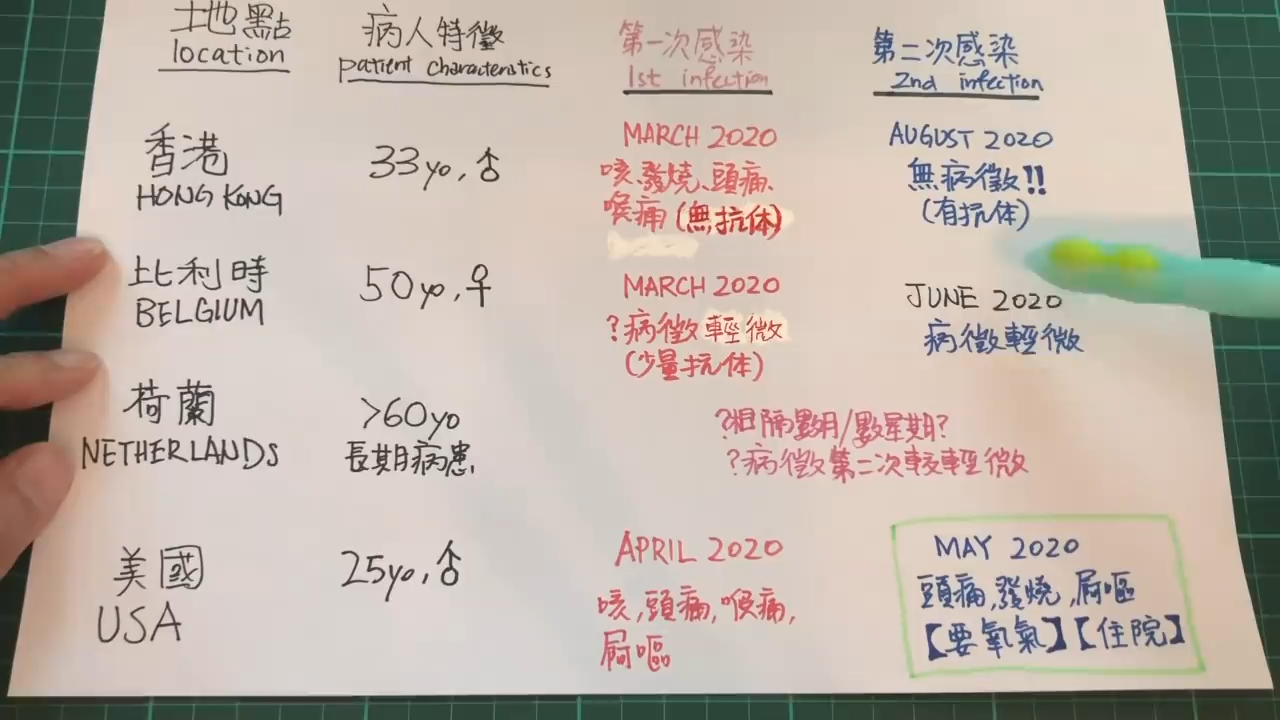 地點
location
病人特徵
patient characteristics
第一次感染
1st infection
第二次感染
2nd infection
香港
HONG KONG
33yo, ♂
MARCH 2020
咳、發燒、頭痛、
喉痛(無抗体)
AUGUST 2020
無病徵!!
(有抗体)
比利時
BELGIUM
50yo, ♀
MARCH 2020
?病徵輕微
(少量抗体)
JUNE 2020
病徵輕微
荷蘭
NETHERLANDS
>60yo
長期病患
?相隔數月/數星期?
?病徵第二次較輕微
美國
USA
25yo, ♂
APRIL 2020
咳,頭痛,喉痛,
屙嘔
MAY 2020
頭痛,發燒,屙嘔
【要氧氣】【住院】